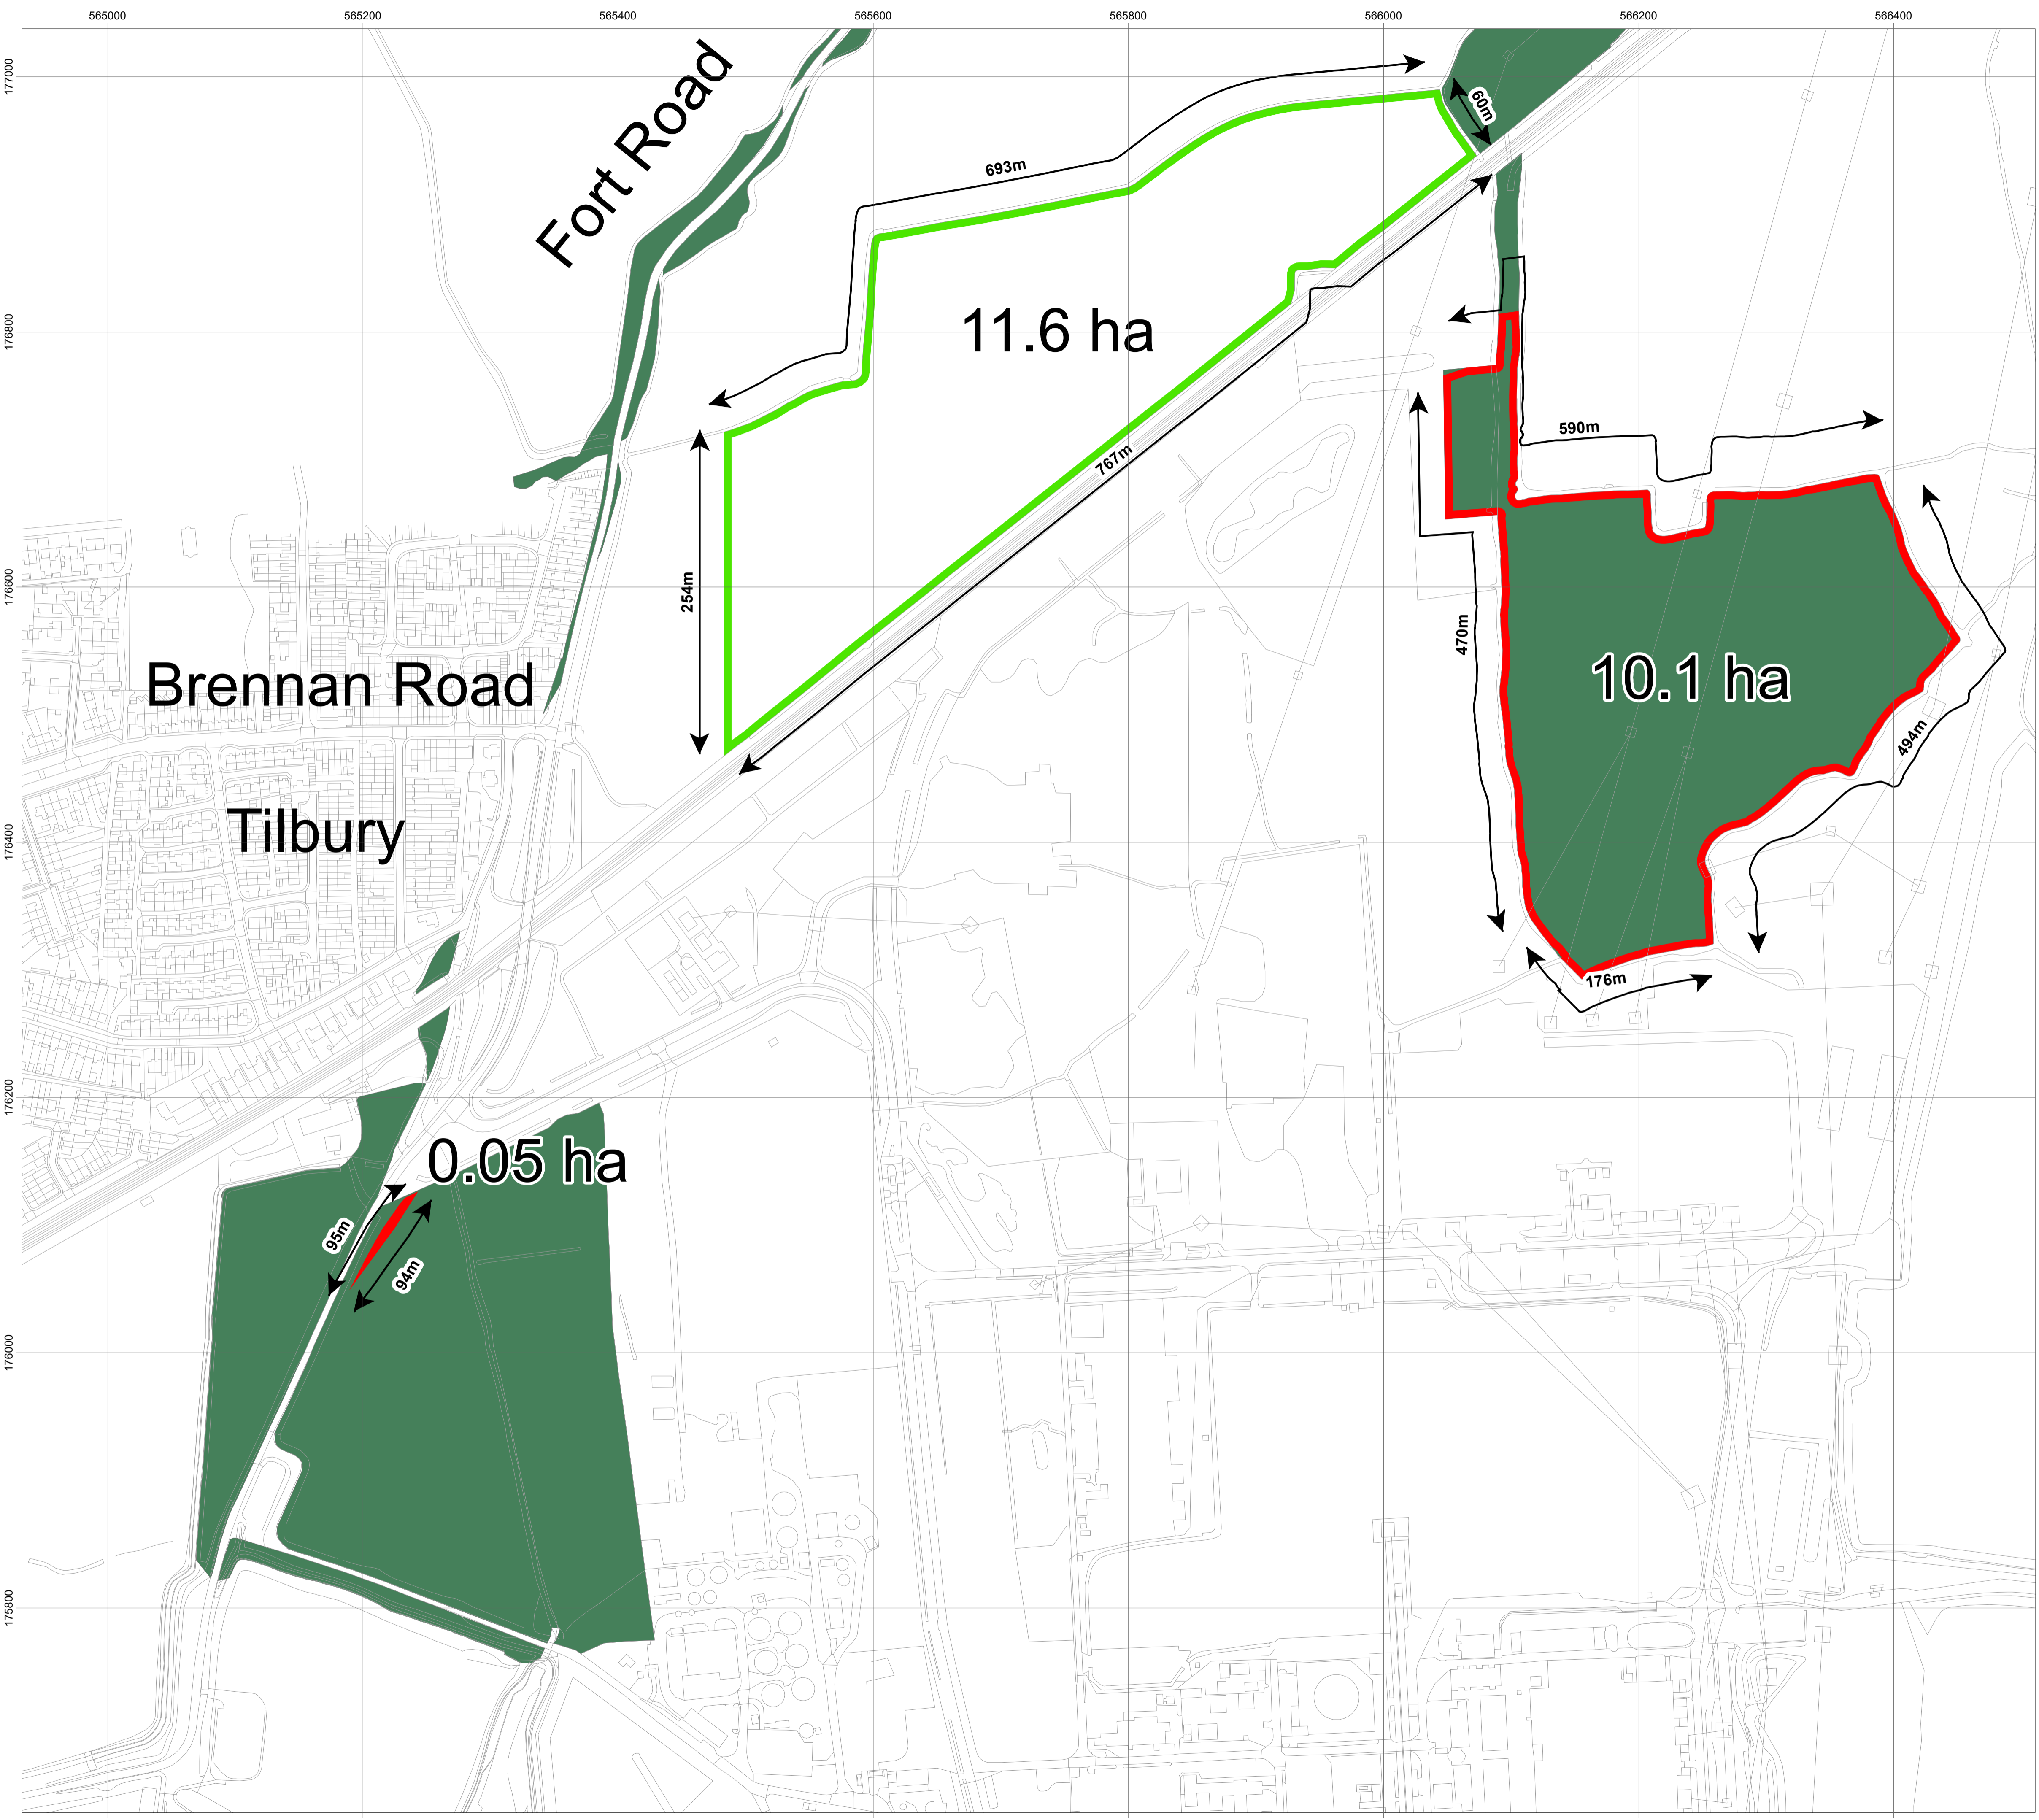 565000
565200
565400
565600
565800
566000
566200
566400
177000
176800
176600
176400
176200
176000
175800
Fort Road
693m
60m
11.6 ha
767m
254m
590m
470m
10.1 ha
494m
176m
Brennan Road
Tilbury
0.05 ha
95m
94m